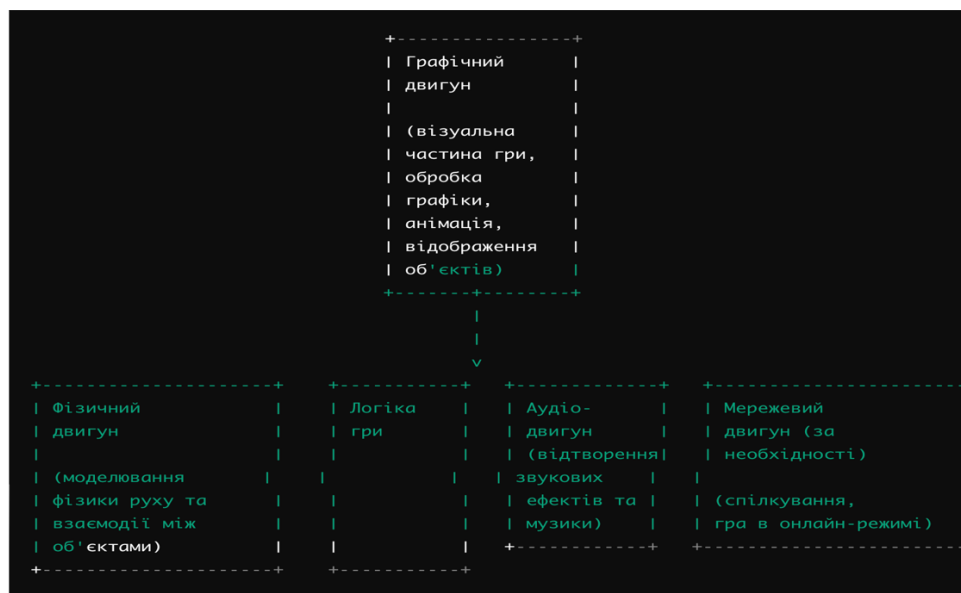 Графічний
двигун
(візуальна
частина гри,
обробка
графіки,
анімація,
відображення
об'єктів)
Фізичний
двигун
(моделювання
фізики руху та
взаємодії між
об'єктами)
Логіка
гри
Аудіо-
двигун
(відтворення
звукових
ефектів та
музики)
Мережевий
двигун (за
необхідності)
(спілкування,
гра в онлайн-режимі)